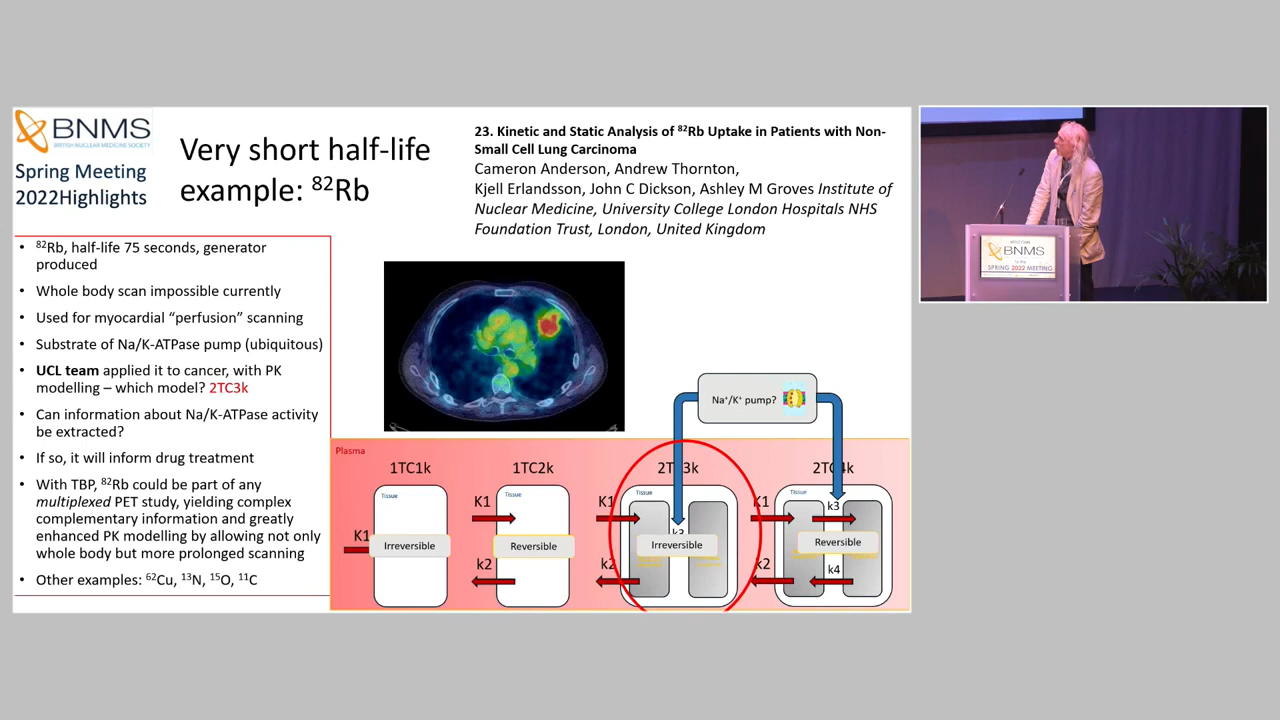 BNMS
BRITISH NUCLEAR MEDICINE SOCIETY
Spring Meeting
2022Highlights
Very short half-life
example: ⁸²Rb
23. Kinetic and Static Analysis of ⁸²Rb Uptake in Patients with Non-
Small Cell Lung Carcinoma
Cameron Anderson, Andrew Thornton,
Kjell Erlandsson, John C Dickson, Ashley M Groves Institute of
Nuclear Medicine, University College London Hospitals NHS
Foundation Trust, London, United Kingdom
• ⁸²Rb, half-life 75 seconds, generator
produced
• Whole body scan impossible currently
• Used for myocardial “perfusion” scanning
• Substrate of Na/K-ATPase pump (ubiquitous)
• UCL team applied it to cancer, with PK
modelling – which model? 2TC3k
• Can information about Na/K-ATPase activity
be extracted?
• If so, it will inform drug treatment
• With TBP, ⁸²Rb could be part of any
multiplexed PET study, yielding complex
complementary information and greatly
enhanced PK modelling by allowing not only
whole body but more prolonged scanning
• Other examples: ⁶²Cu, ¹³N, ¹⁵O, ¹¹C
Na⁺/K⁺ pump?
Plasma
1TC1k
Tissue
K1
Irreversible
1TC2k
Tissue
K1
Reversible
k2
2TC3k
Tissue
K1
k3
Irreversible
k2
2TC4k
Tissue
K1
k3
Reversible
k2
k4
BNMS
SPRING 2022 MEETING